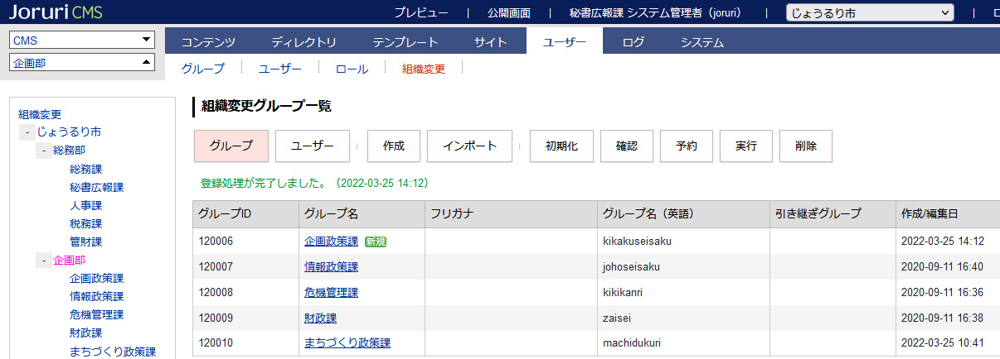 Joruri CMS
プレビュー | 公開画面 | 秘書広報課 システム管理者（joruri） | じょうるり市 |
CMS
企画部
コンテンツ ディレクトリ テンプレート サイト ユーザー ログ システム
グループ ユーザー ロール 組織変更
組織変更
- じょうるり市
- 総務部
総務課
秘書広報課
人事課
税務課
管財課
- 企画部
企画政策課
情報政策課
危機管理課
財政課
まちづくり政策課
組織変更グループ一覧
グループ ユーザー 作成 インポート 初期化 確認 予約 実行 削除
登録処理が完了しました。（2022-03-25 14:12）
グループID グループ名 フリガナ グループ名（英語） 引き継ぎグループ 作成/編集日
120006 企画政策課 新規 kikakuseisaku 2022-03-25 14:12
120007 情報政策課 johoseisaku 2020-09-11 16:40
120008 危機管理課 kikikanri 2020-09-11 16:36
120009 財政課 zaisei 2020-09-11 16:38
120010 まちづくり政策課 machidukuri 2022-03-25 10:41